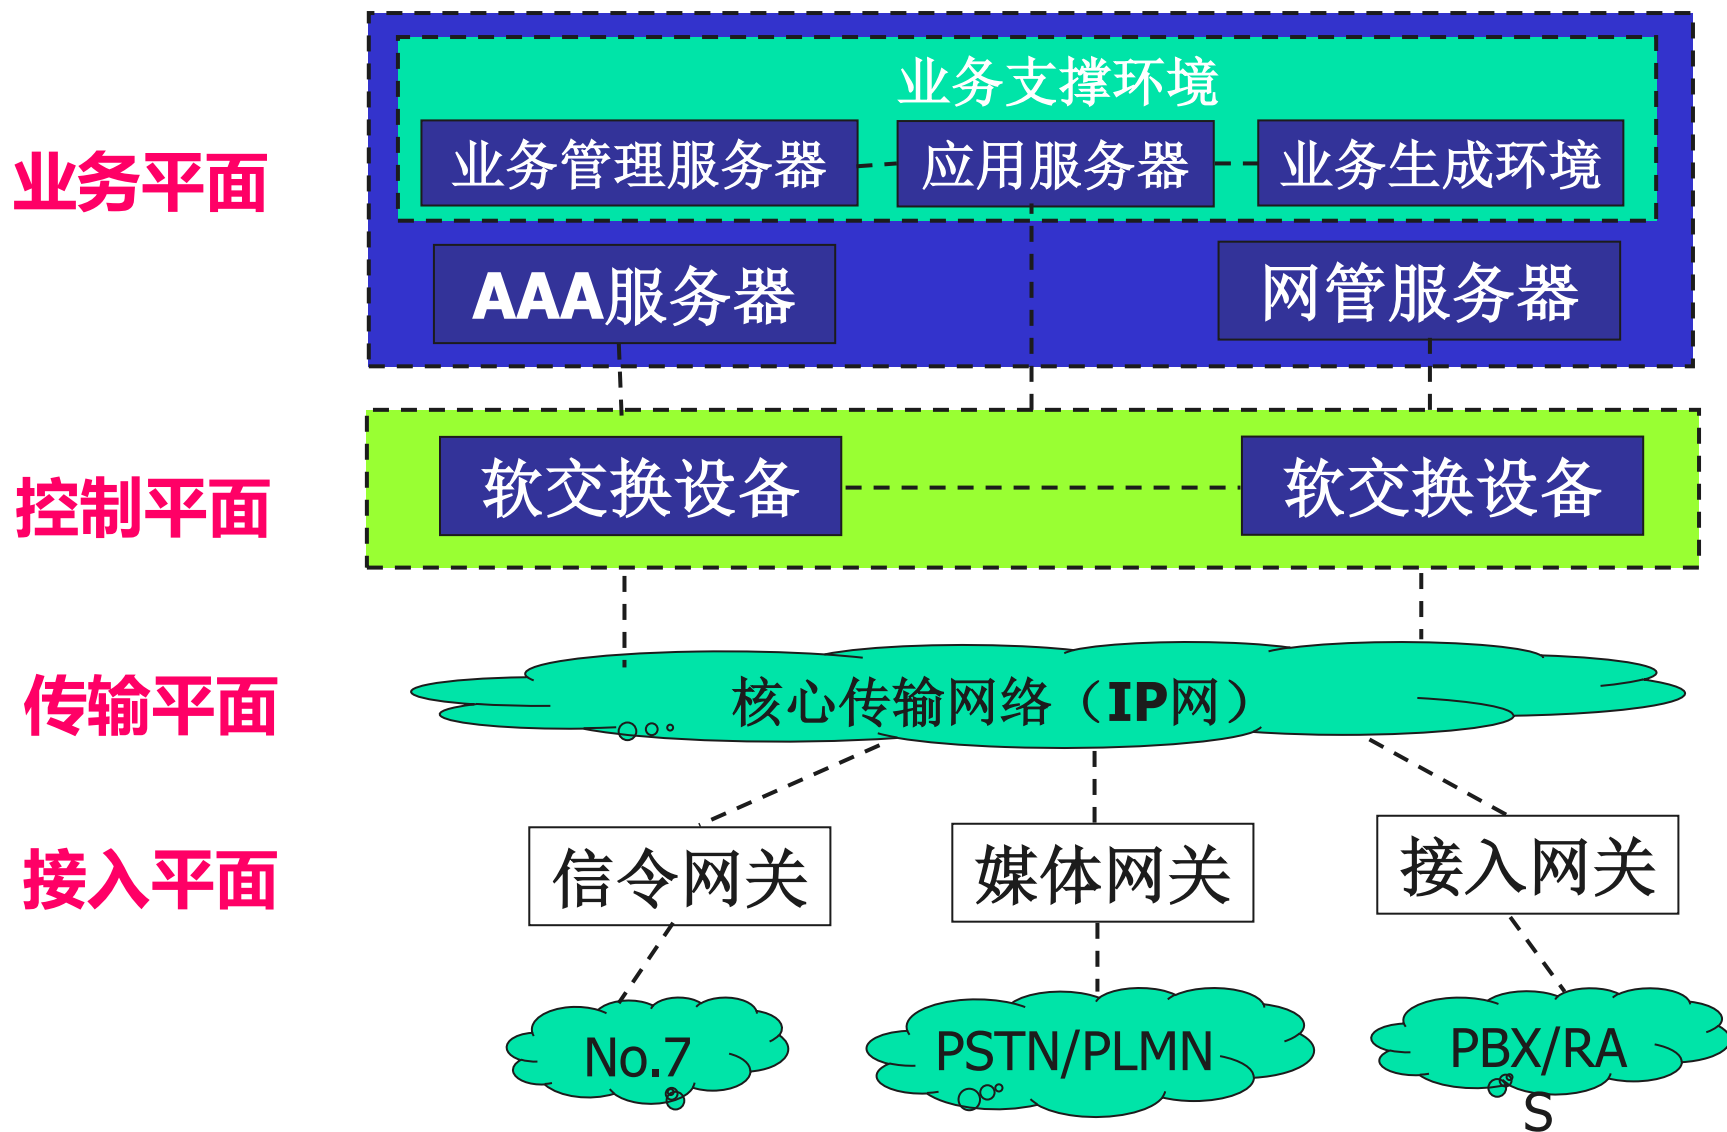 业务支撑环境
业务平面
业务管理服务器
应用服务器
业务生成环境
AAA服务器
网管服务器
控制平面
软交换设备
软交换设备
传输平面
核心传输网络（IP网）
接入平面
信令网关
媒体网关
接入网关
No.7
PSTN/PLMN
PBX/RA
S